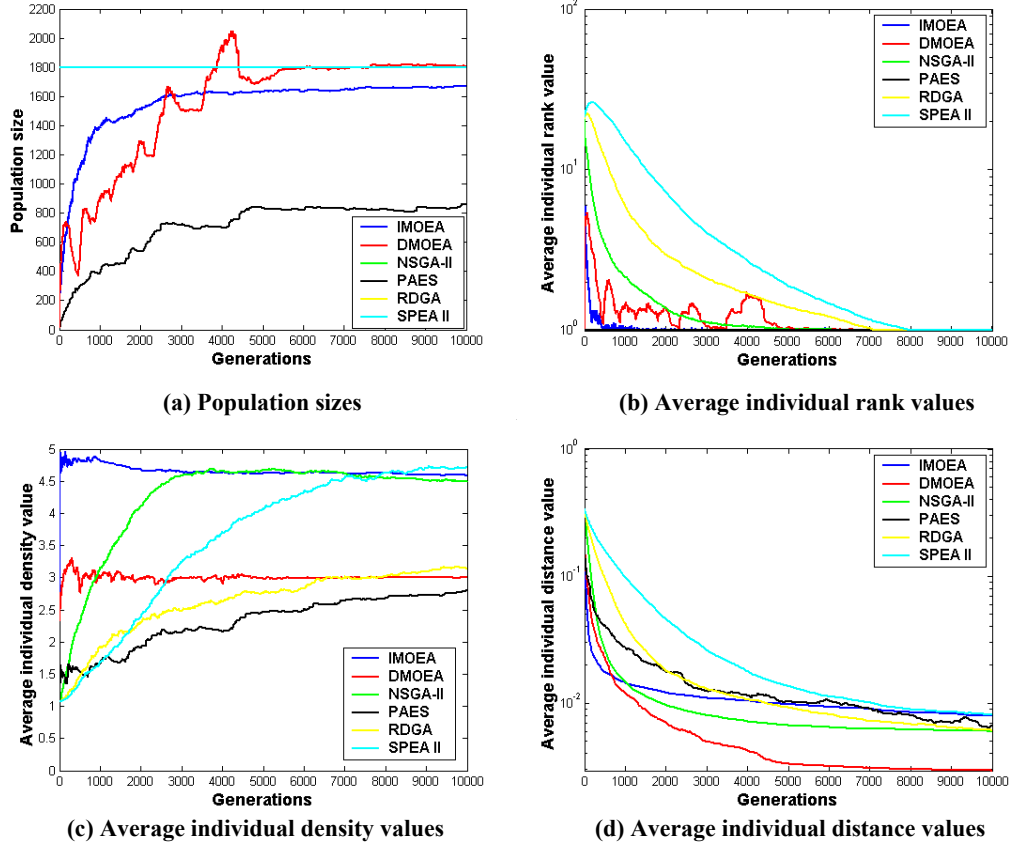 2200
2000
1800
1600
1400
1200
1000
800
600
400
200
0
Population size
IMOEA
DMOEA
NSGA-II
PAES
RDGA
SPEA II
0 1000 2000 3000 4000 5000 6000 7000 8000 9000 10000
Generations
(a) Population sizes
10²
10¹
10⁰
Average individual rank value
IMOEA
DMOEA
NSGA-II
PAES
RDGA
SPEA II
0 1000 2000 3000 4000 5000 6000 7000 8000 9000 10000
Generations
(b) Average individual rank values
5
4.5
4
3.5
3
2.5
2
1.5
1
0.5
0
Average individual density value
IMOEA
DMOEA
NSGA-II
PAES
RDGA
SPEA II
0 1000 2000 3000 4000 5000 6000 7000 8000 9000 10000
Generations
(c) Average individual density values
10⁰
10⁻¹
10⁻²
Average individual distance value
IMOEA
DMOEA
NSGA-II
PAES
RDGA
SPEA II
0 1000 2000 3000 4000 5000 6000 7000 8000 9000 10000
Generations
(d) Average individual distance values